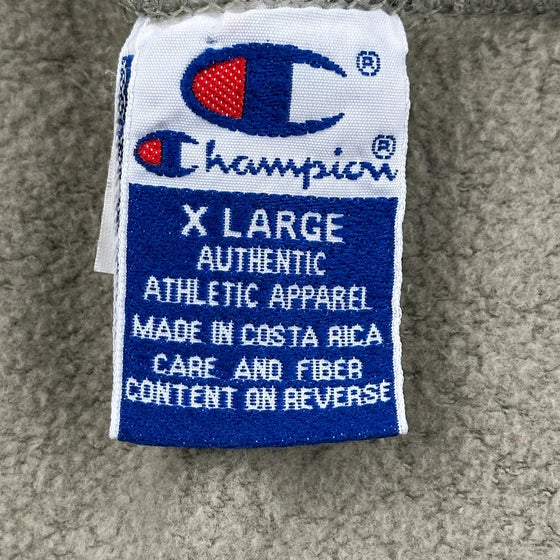 ®
Champion®
X LARGE
AUTHENTIC
ATHLETIC APPAREL
MADE IN COSTA RICA
CARE AND FIBER
CONTENT ON REVERSE